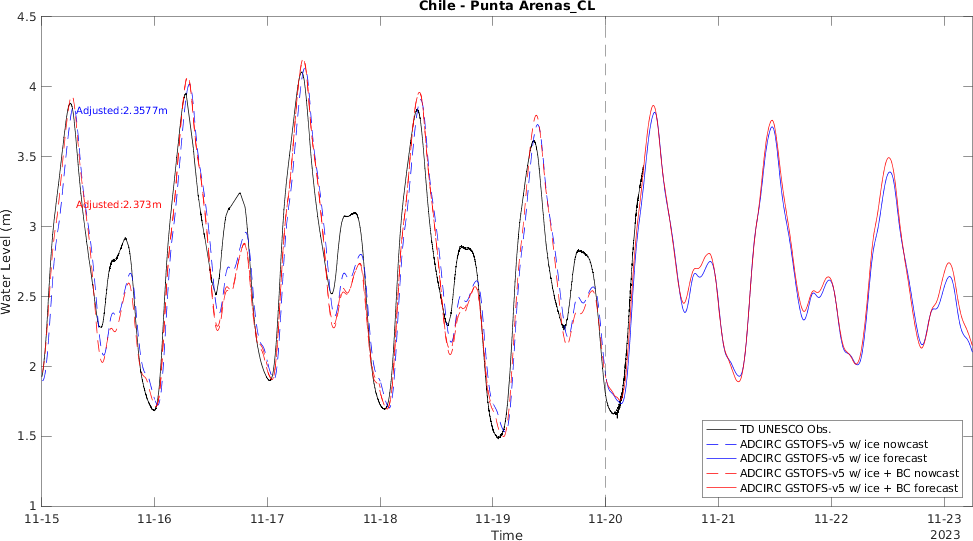 Chile - Punta Arenas_CL
4.5
4
3.5
3
2.5
2
1.5
1
Water Level (m)
Adjusted:2.3577m
Adjusted:2.373m
TD UNESCO Obs.
ADCIRC GSTOFS-v5 w/ ice nowcast
ADCIRC GSTOFS-v5 w/ ice forecast
ADCIRC GSTOFS-v5 w/ ice + BC nowcast
ADCIRC GSTOFS-v5 w/ ice + BC forecast
11-15 11-16 11-17 11-18 11-19 11-20 11-21 11-22 11-23
Time
2023